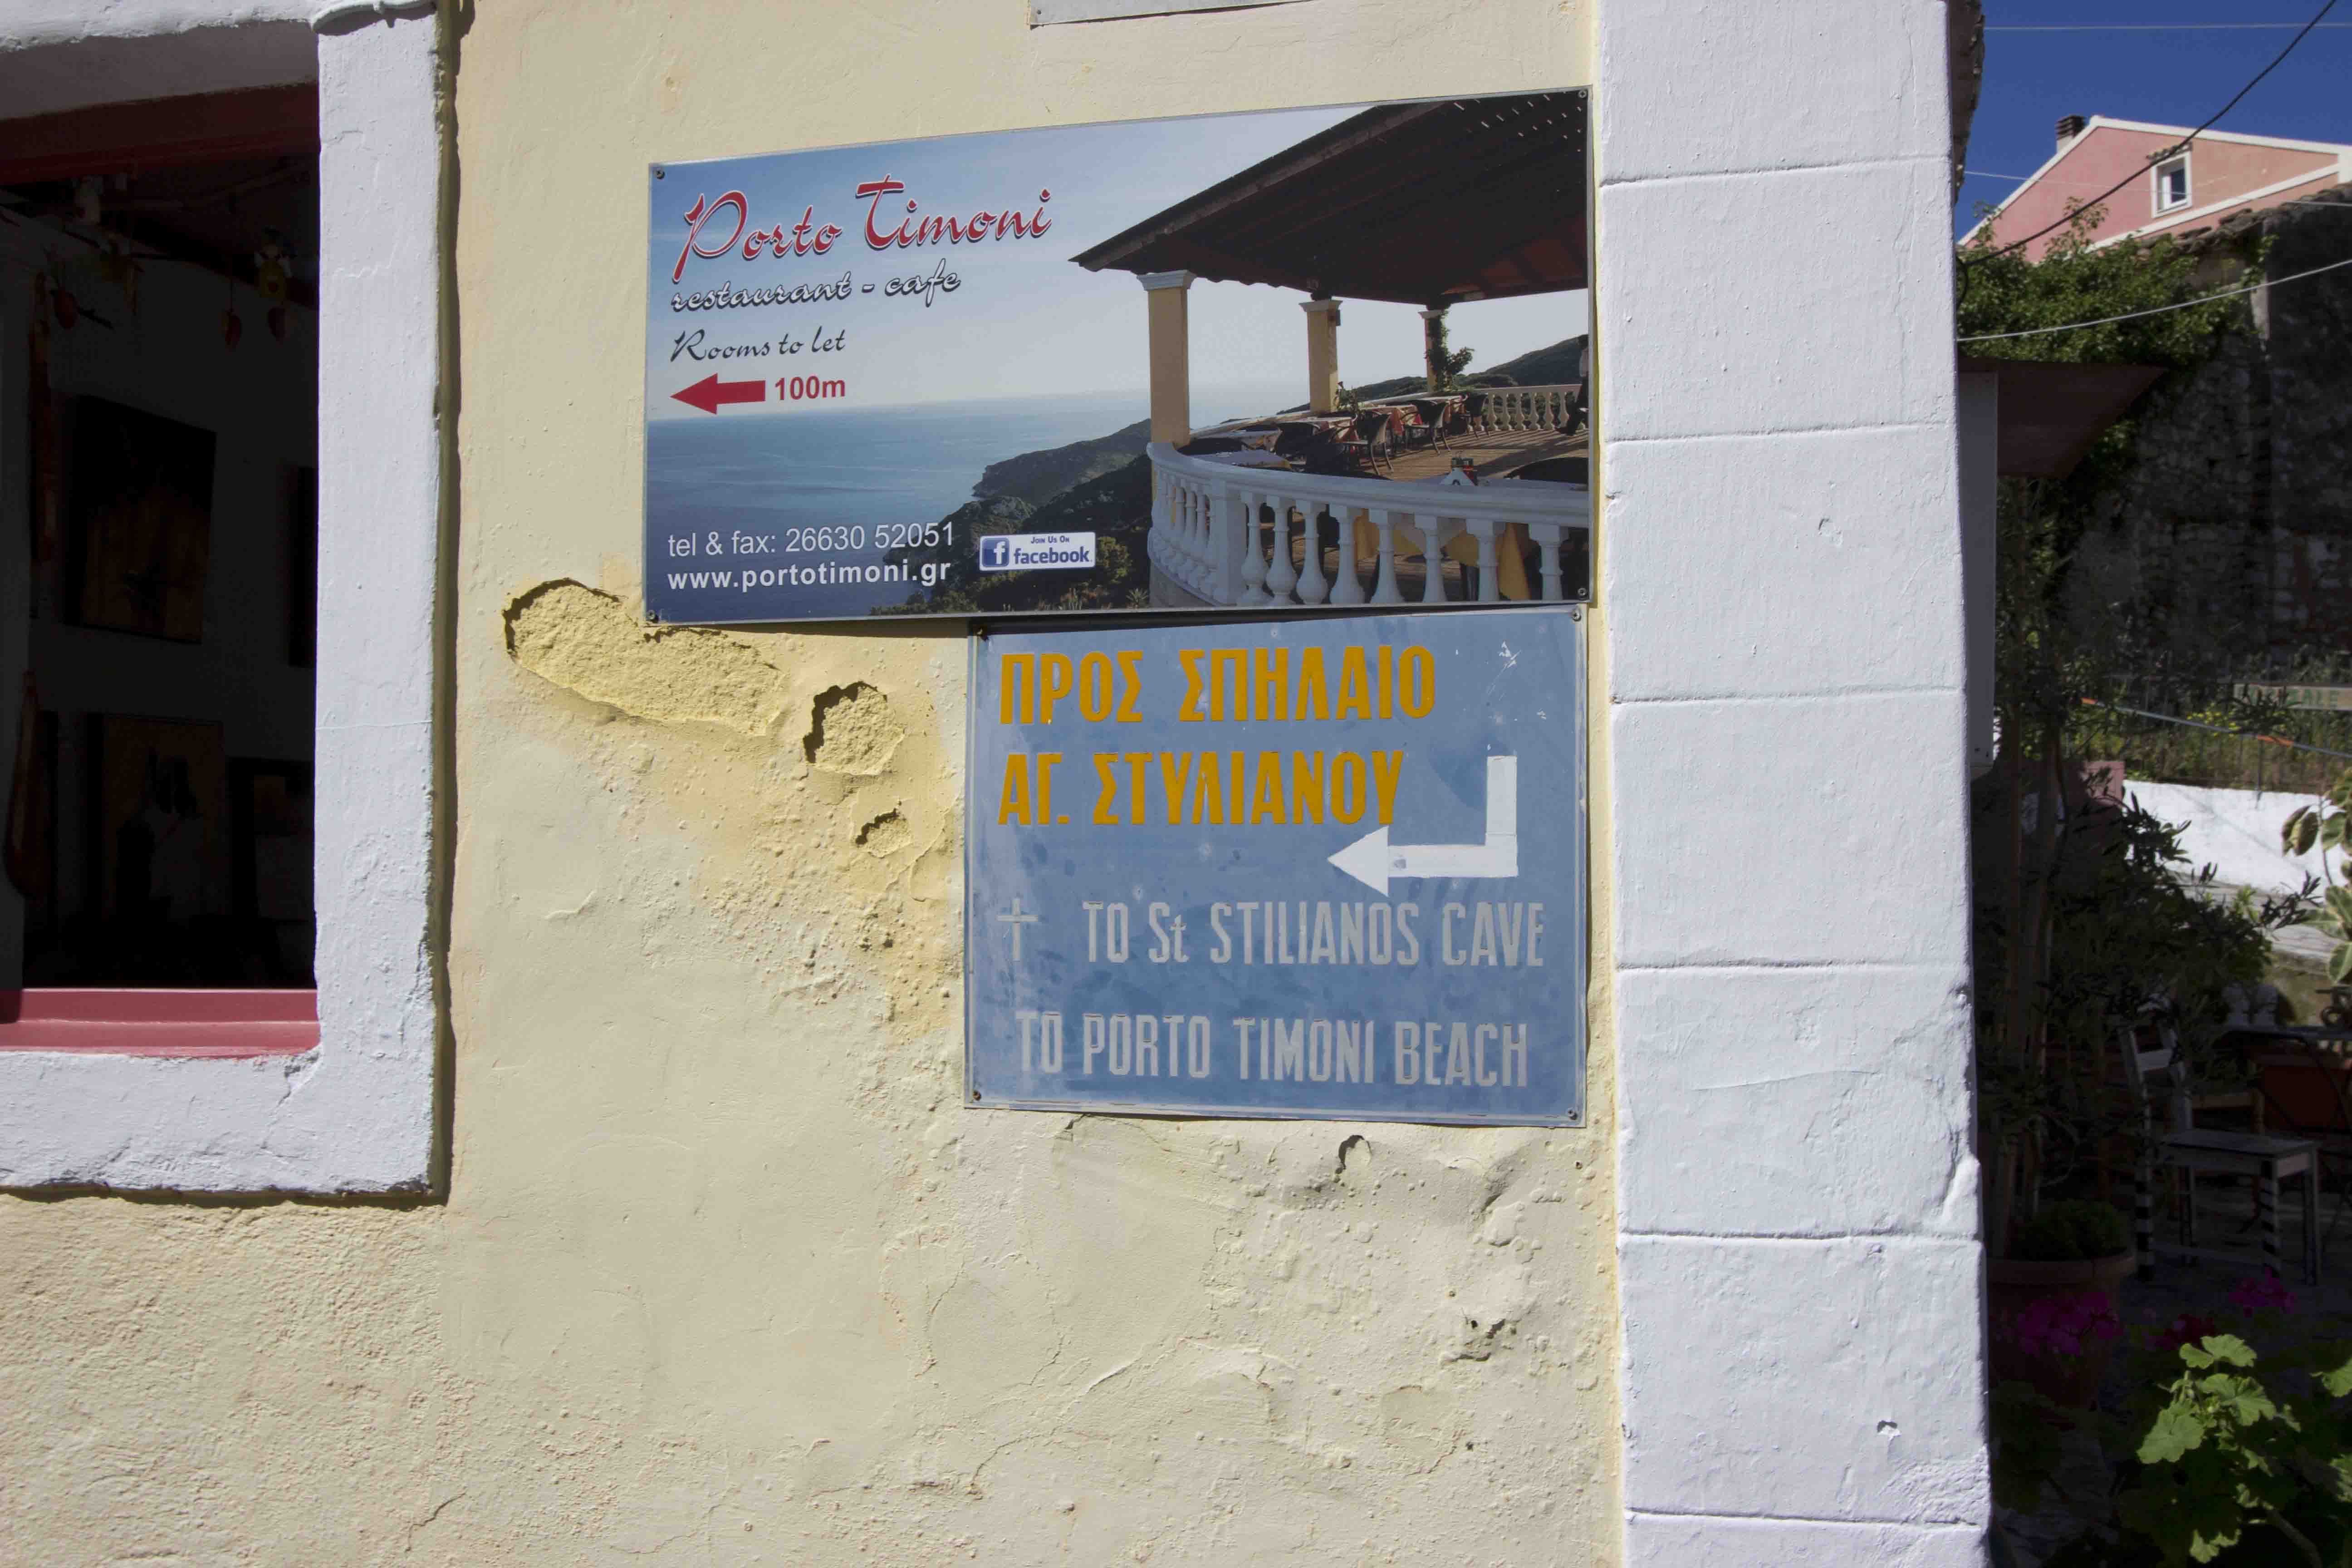 Porto Timoni
restaurant - cafe
Rooms to let
100m
tel & fax: 26630 52051
www.portotimoni.gr
Join Us On
facebook
ΠΡΟΣ ΣΠΗΛΑΙΟ
ΑΓ. ΣΤΥΛΙΑΝΟΥ
TO St STILIANOS CAVE
TO PORTO TIMONI BEACH